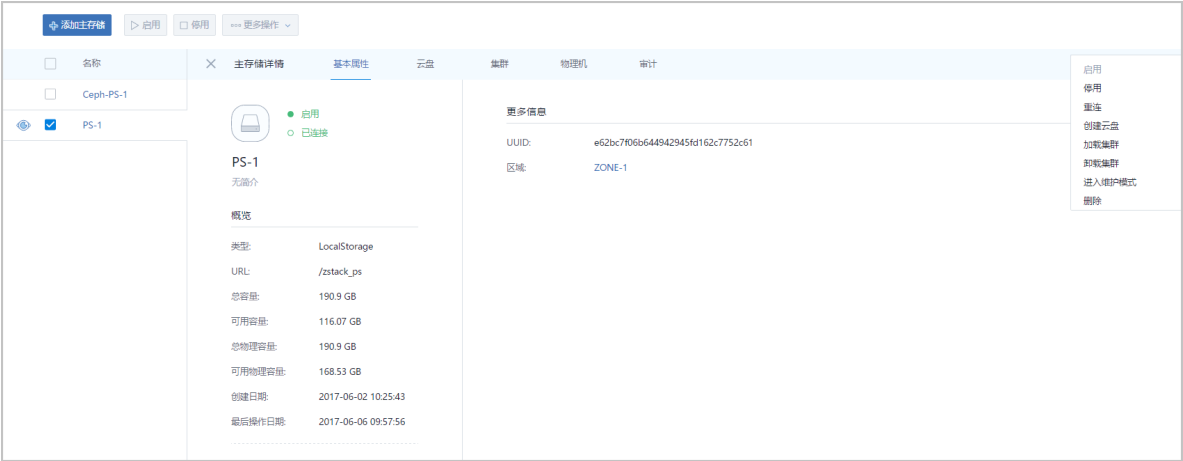 添加主存储 启用 停用 更多操作
名称
Ceph-PS-1
PS-1
主存储详情 基本属性 云盘 集群 物理机 审计
启用
已连接
PS-1
无简介
概览
类型: LocalStorage
URL: /zstack_ps
总容量: 190.9 GB
可用容量: 116.07 GB
总物理容量: 190.9 GB
可用物理容量: 168.53 GB
创建日期: 2017-06-02 10:25:43
最后操作日期: 2017-06-06 09:57:56
更多信息
UUID: e62bc7f06b644942945fd162c7752c61
区域: ZONE-1
启用
停用
重连
创建云盘
加载集群
卸载集群
进入维护模式
删除